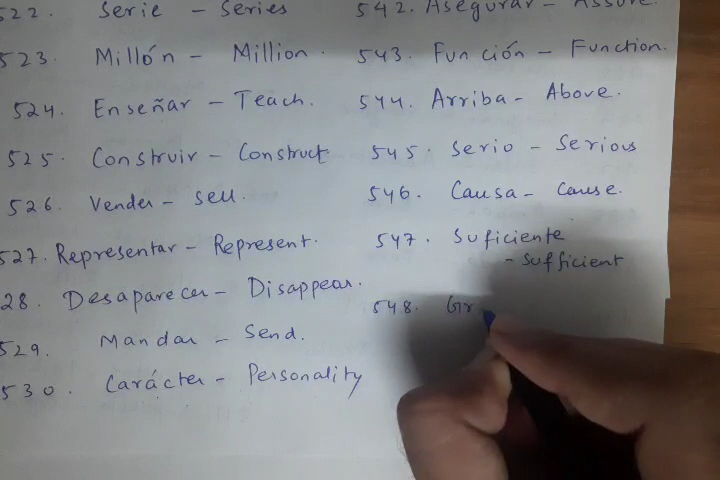 522. Serie - Series
523. Millón - Million.
524. Enseñar - Teach.
525. Construir - Construct
526. Vender - Sell.
527. Representar - Represent.
28. Desaparecer - Disappear.
529. Mandar - Send.
530. Carácter - Personality
542. Asegurar - Assure.
543. Función - Function.
544. Arriba - Above.
545. Serio - Serious
546. Causa - Cause.
547. Suficiente
- Sufficient
548. Gr